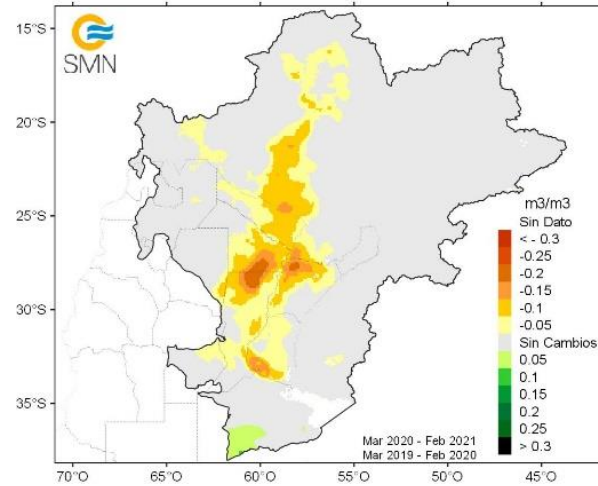 15°S
SMN
20°S
25°S
30°S
35°S
m3/m3
Sin Dato
< - 0.3
-0.25
-0.2
-0.15
-0.1
-0.05
Sin Cambios
0.05
0.1
0.15
0.2
0.25
> 0.3
Mar 2020 - Feb 2021
Mar 2019 - Feb 2020
70°O 65°O 60°O 55°O 50°O 45°O